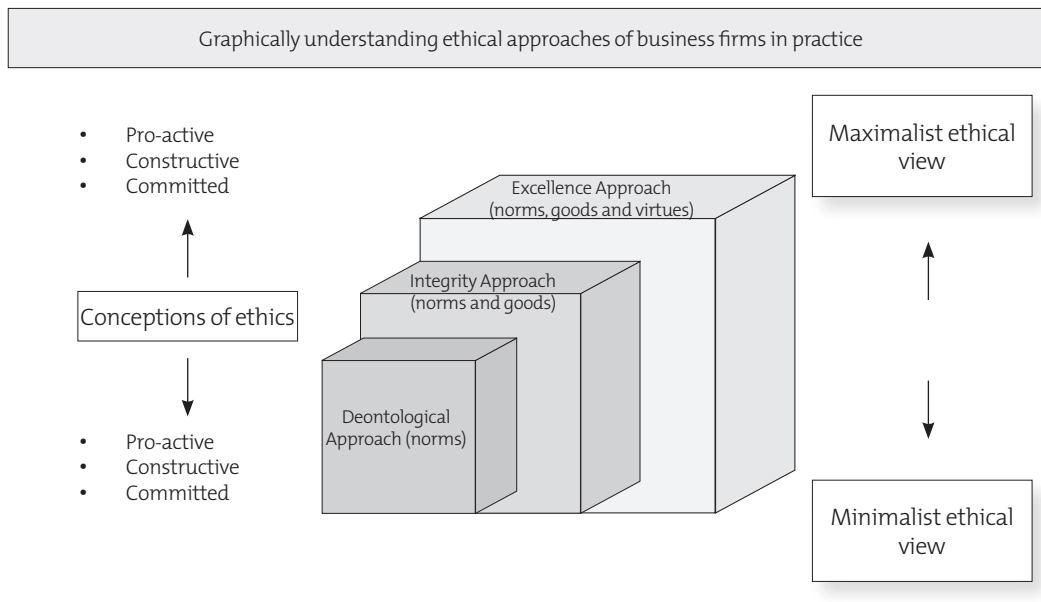 Graphically understanding ethical approaches of business firms in practice
• Pro-active
• Constructive
• Committed
Conceptions of ethics
• Pro-active
• Constructive
• Committed
Excellence Approach
(norms, goods and virtues)
Integrity Approach
(norms and goods)
Deontological
Approach (norms)
Maximalist ethical
view
Minimalist ethical
view